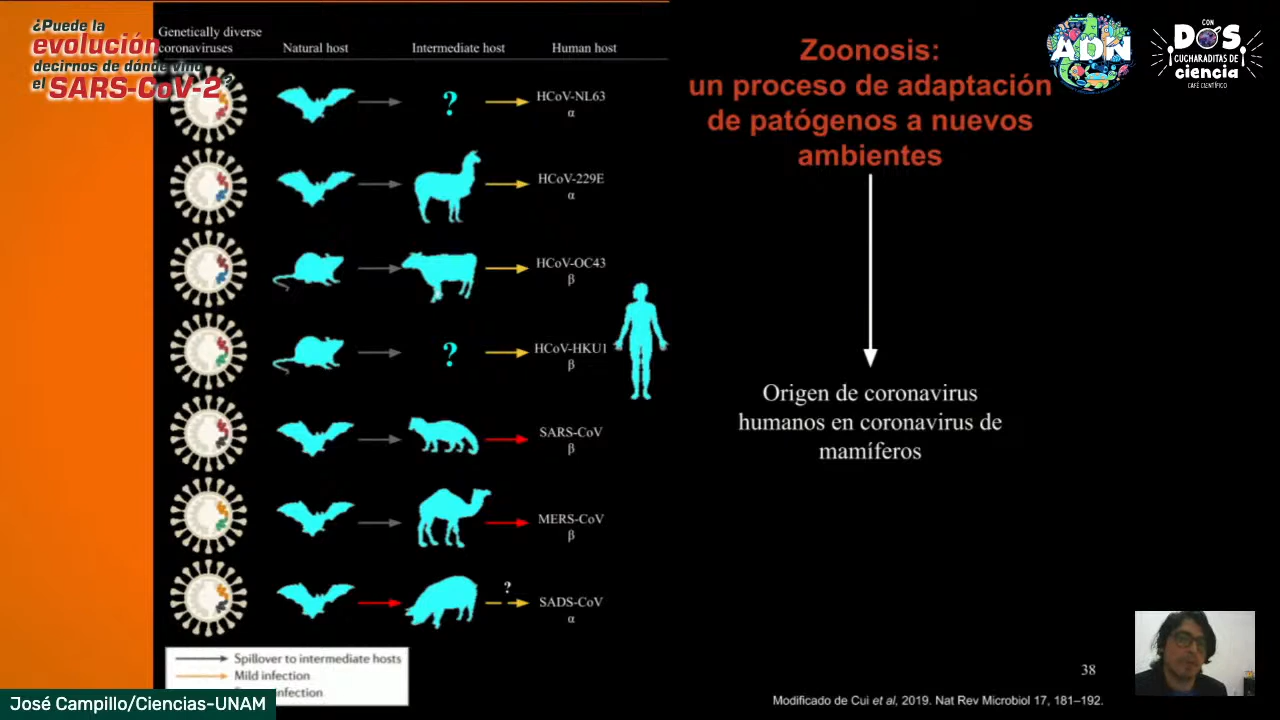 ¿Puede la
evolución
decirnos de dónde vino
el SARS-CoV-2
Genetically diverse
coronaviruses
Natural host
Intermediate host
Human host
?
HCoV-NL63
α
HCoV-229E
α
HCoV-OC43
β
?
HCoV-HKU1
β
SARS-CoV
β
MERS-CoV
β
?
SADS-CoV
α
Spillover to intermediate hosts
Mild infection
infection
Zoonosis:
un proceso de adaptación
de patógenos a nuevos
ambientes
Origen de coronavirus
humanos en coronavirus de
mamíferos
ADN
CON
DOS
CUCHARADITAS DE
ciencia
CAFÉ CIENTÍFICO
38
Modificado de Cui et al, 2019. Nat Rev Microbiol 17, 181–192.
José Campillo/Ciencias-UNAM